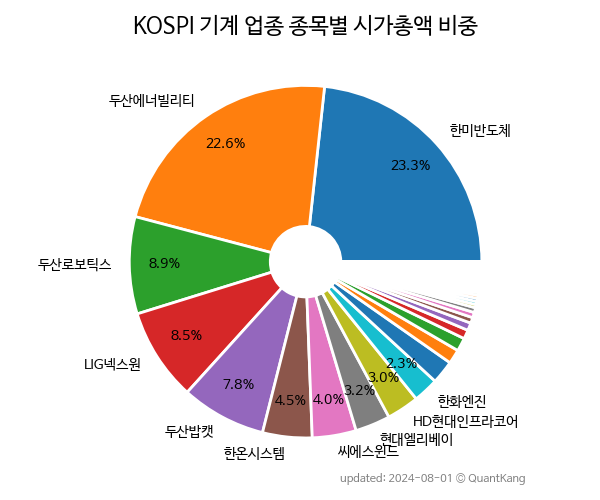 KOSPI 기계 업종 종목별 시가총액 비중
한미반도체
23.3%
두산에너빌리티
22.6%
두산로보틱스
8.9%
LIG넥스원
8.5%
두산밥캣
7.8%
한온시스템
4.5%
씨에스윈드
4.0%
현대엘리베이
3.2%
HD현대인프라코어
3.0%
한화엔진
2.3%
updated: 2024-08-01 © QuantKang